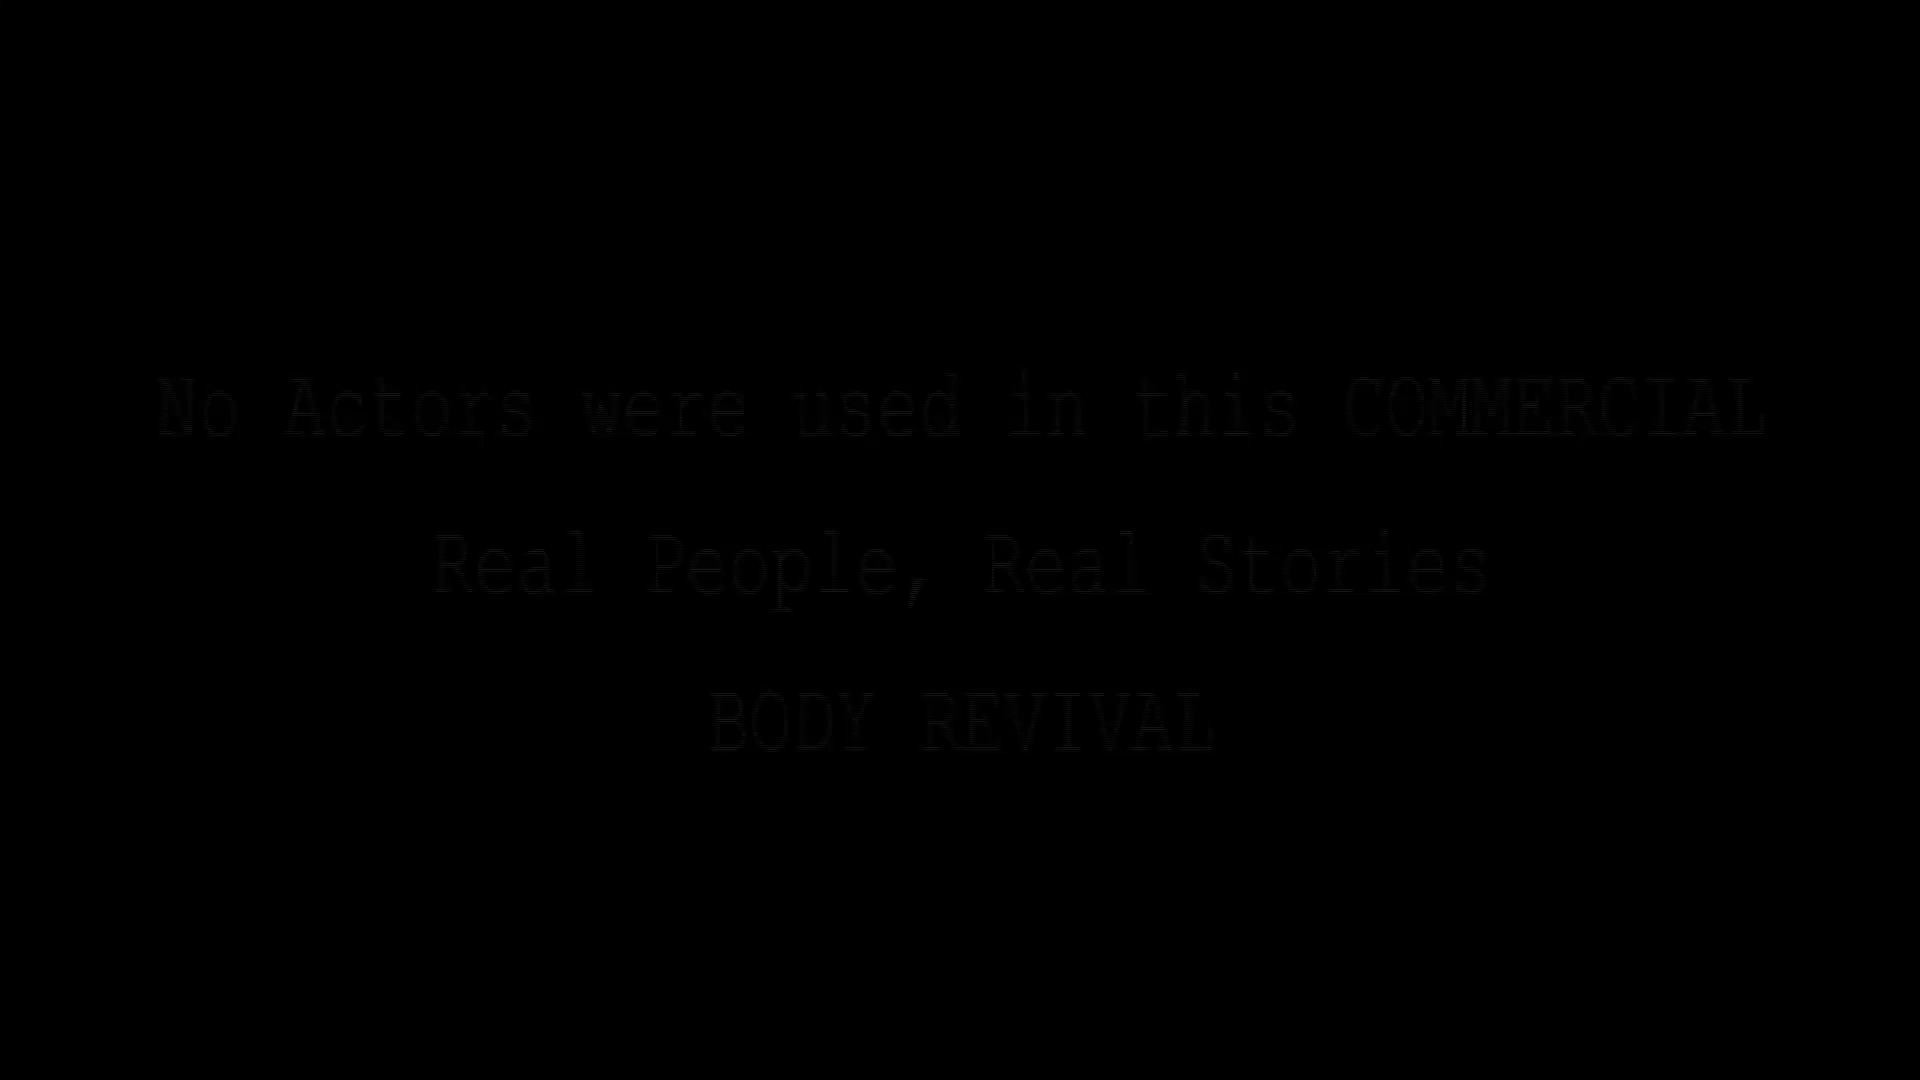 No Actors were used in this COMMERCIAL
Real People, Real Stories
BODY REVIVAL